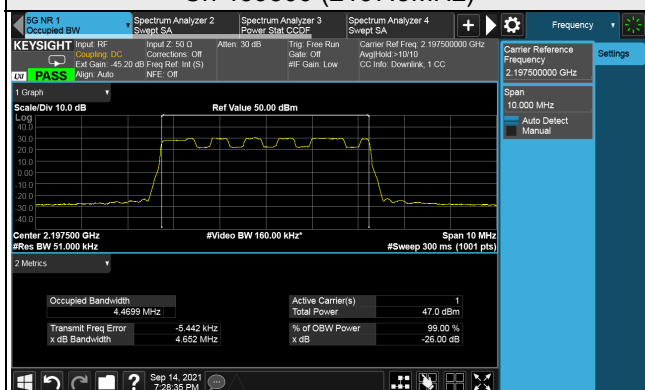 5G NR 1
Occupied BW
Spectrum Analyzer 2
Swept SA
Spectrum Analyzer 3
Power Stat CCDF
Spectrum Analyzer 4
Swept SA
Frequency
KEYSIGHT
Input: RF
Coupling: DC
Ext Gain: -45.20 dB
Align: Auto
Input Z: 50 Ω
Corrections: Off
Freq Ref: Int (S)
NFE: Off
Atten: 30 dB
Trig: Free Run
Gate: Off
#IF Gain: Low
Carrier Ref Freq: 2.197500000 GHz
Avg|Hold:>10/10
CC Info: Downlink, 1 CC
LXI PASS
Carrier Reference
Frequency
2.197500000 GHz
Settings
Span
10.000 MHz
Auto Detect
Manual
1 Graph
Scale/Div 10.0 dB
Ref Value 50.00 dBm
Log
40.0
30.0
20.0
10.0
0.00
-10.0
-20.0
-30.0
-40.0
Center 2.197500 GHz
#Video BW 160.00 kHz*
Span 10 MHz
#Res BW 51.000 kHz
#Sweep 300 ms (1001 pts)
2 Metrics
Occupied Bandwidth
4.4699 MHz
Active Carrier(s) 1
Total Power 47.0 dBm
Transmit Freq Error -5.442 kHz
x dB Bandwidth 4.652 MHz
% of OBW Power 99.00 %
x dB -26.00 dB
Sep 14, 2021
7:28:35 PM